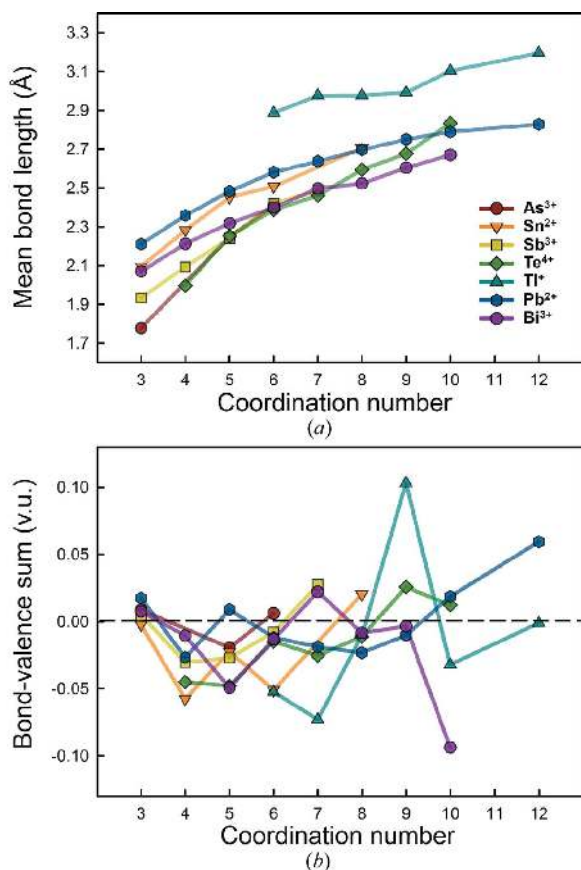 3.3
3.1
2.9
2.7
2.5
2.3
2.1
1.9
1.7
Mean bond length (Å)
As³⁺
Sn²⁺
Sb³⁺
Te⁴⁺
Tl⁺
Pb²⁺
Bi³⁺
3 4 5 6 7 8 9 10 11 12
Coordination number
(a)
0.10
0.05
0.00
-0.05
-0.10
Bond-valence sum (v.u.)
3 4 5 6 7 8 9 10 11 12
Coordination number
(b)